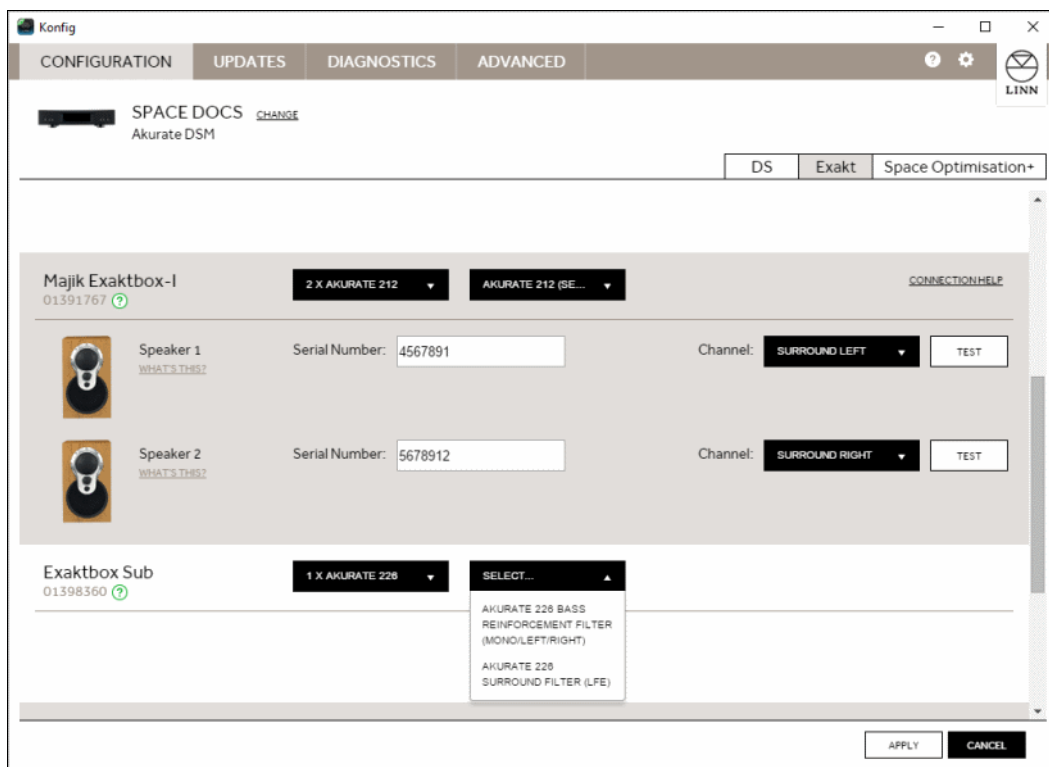 Konfig
CONFIGURATION UPDATES DIAGNOSTICS ADVANCED
LINN
SPACE DOCS CHANGE
Akurate DSM
DS Exakt Space Optimisation+
Majik Exaktbox-I 2 X AKURATE 212 AKURATE 212 (SE... CONNECTION HELP
01391767 ?
Speaker 1 Serial Number: 4567891 Channel: SURROUND LEFT TEST
WHAT'S THIS?
Speaker 2 Serial Number: 5678912 Channel: SURROUND RIGHT TEST
WHAT'S THIS?
Exaktbox Sub 1 X AKURATE 226 SELECT...
01398360 ?
AKURATE 226 BASS
REINFORCEMENT FILTER
(MONO/LEFT/RIGHT)
AKURATE 226
SURROUND FILTER (LFE)
APPLY CANCEL